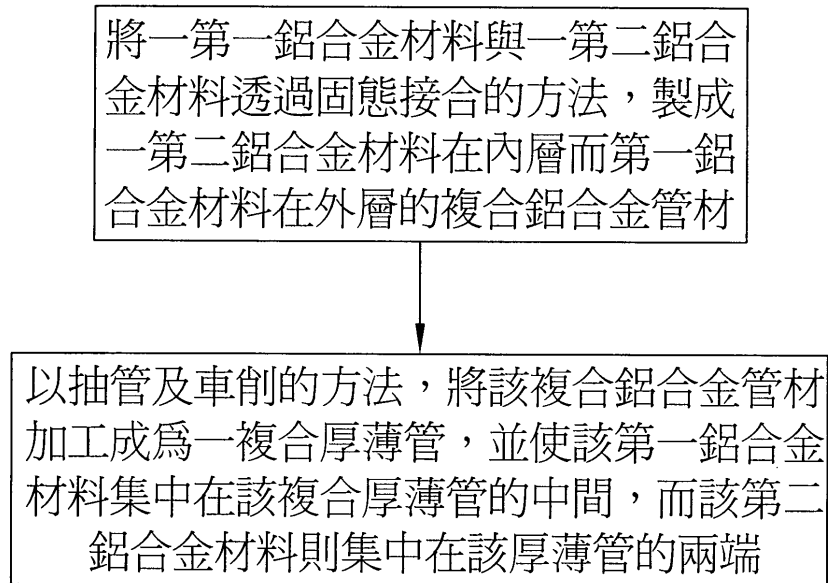 將一第一鋁合金材料與一第二鋁合
金材料透過固態接合的方法，製成
一第二鋁合金材料在內層而第一鋁
合金材料在外層的複合鋁合金管材
以抽管及車削的方法，將該複合鋁合金管材
加工成爲一複合厚薄管，並使該第一鋁合金
材料集中在該複合厚薄管的中間，而該第二
鋁合金材料則集中在該厚薄管的兩端